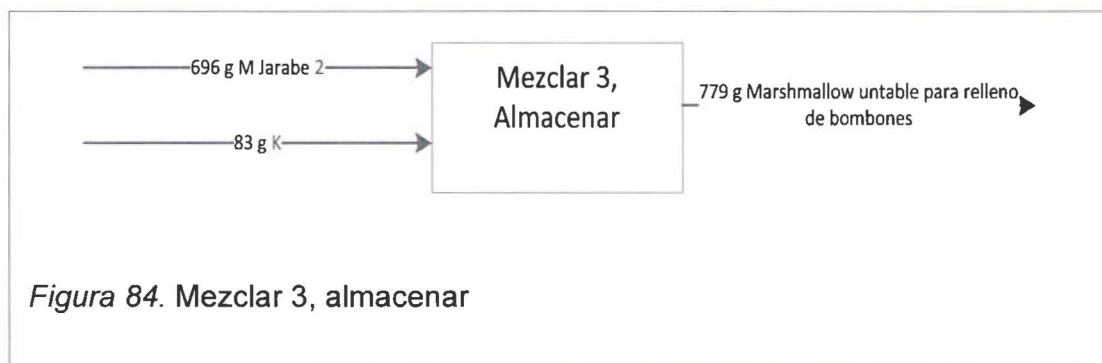 696 g M Jarabe 2
83 g K
Mezclar 3,
Almacenar
779 g Marshmallow untable para relleno
de bombones
Figura 84. Mezclar 3, almacenar